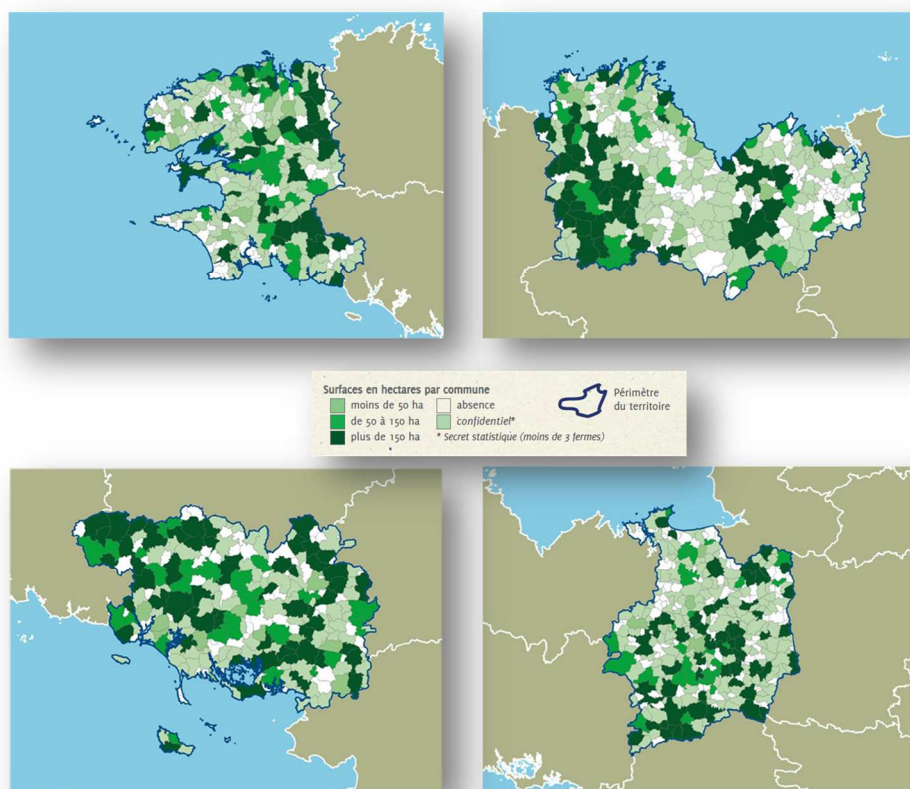 Surfaces en hectares par commune
moins de 50 ha
absence
de 50 à 150 ha
confidentiel*
plus de 150 ha
* Secret statistique (moins de 3 fermes)
Périmètre
du territoire